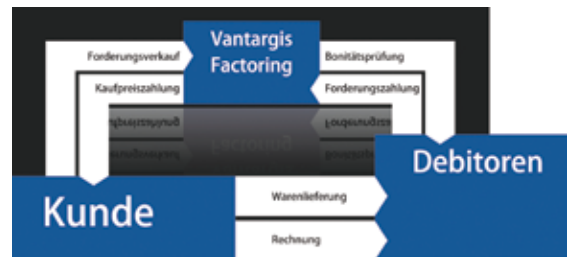 Vantargis
Factoring
Forderungsverkauf
Bonitätsprüfung
Kaufpreiszahlung
Forderungszahlung
Debitoren
Kunde
Warenlieferung
Rechnung